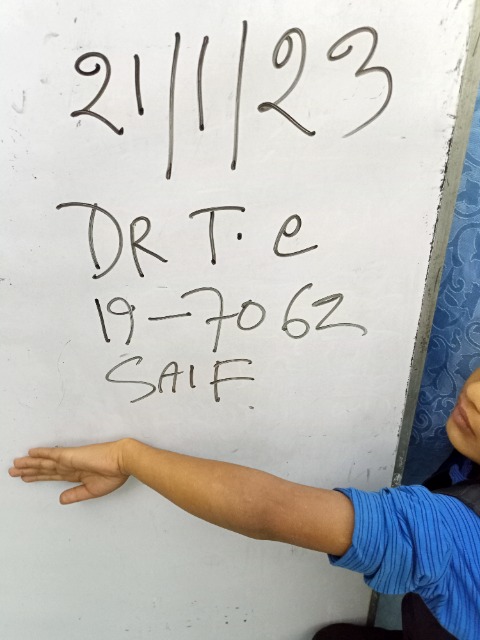 21/1/23
DR T. e
19-7062
SAIF